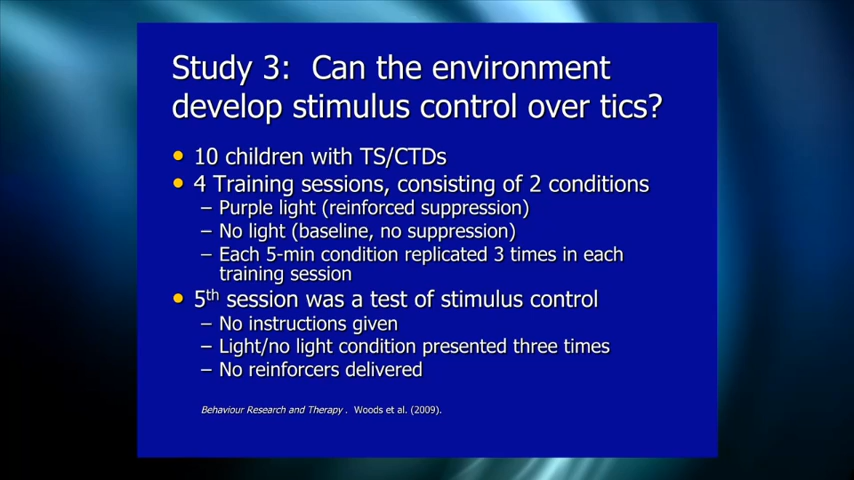 Study 3: Can the environment
develop stimulus control over tics?
• 10 children with TS/CTDs
• 4 Training sessions, consisting of 2 conditions
– Purple light (reinforced suppression)
– No light (baseline, no suppression)
– Each 5-min condition replicated 3 times in each
training session
• 5th session was a test of stimulus control
– No instructions given
– Light/no light condition presented three times
– No reinforcers delivered
Behaviour Research and Therapy . Woods et al. (2009).